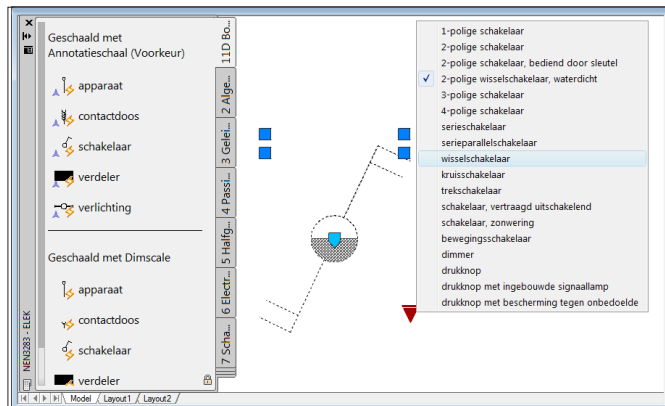 Geschaald met
Annotatieschaal (Voorkeur)
apparaat
contactdoos
schakelaar
verdeler
verlichting
Geschaald met Dimscale
apparaat
contactdoos
schakelaar
verdeler
11D Bo...
2 Alge...
3 Gelei...
4 Passi...
5 Halfg...
6 Electr...
7 Scha...
NEN3283 - ELEK
1-polige schakelaar
2-polige schakelaar
2-polige schakelaar, bediend door sleutel
2-polige wisselschakelaar, waterdicht
3-polige schakelaar
4-polige schakelaar
serieschakelaar
serieparallelschakelaar
wisselschakelaar
kruisschakelaar
trekschakelaar
schakelaar, vertraagd uitschakelend
schakelaar, zonwering
bewegingsschakelaar
dimmer
drukknop
drukknop met ingebouwde signaallamp
drukknop met bescherming tegen onbedoelde
Model
Layout1
Layout2